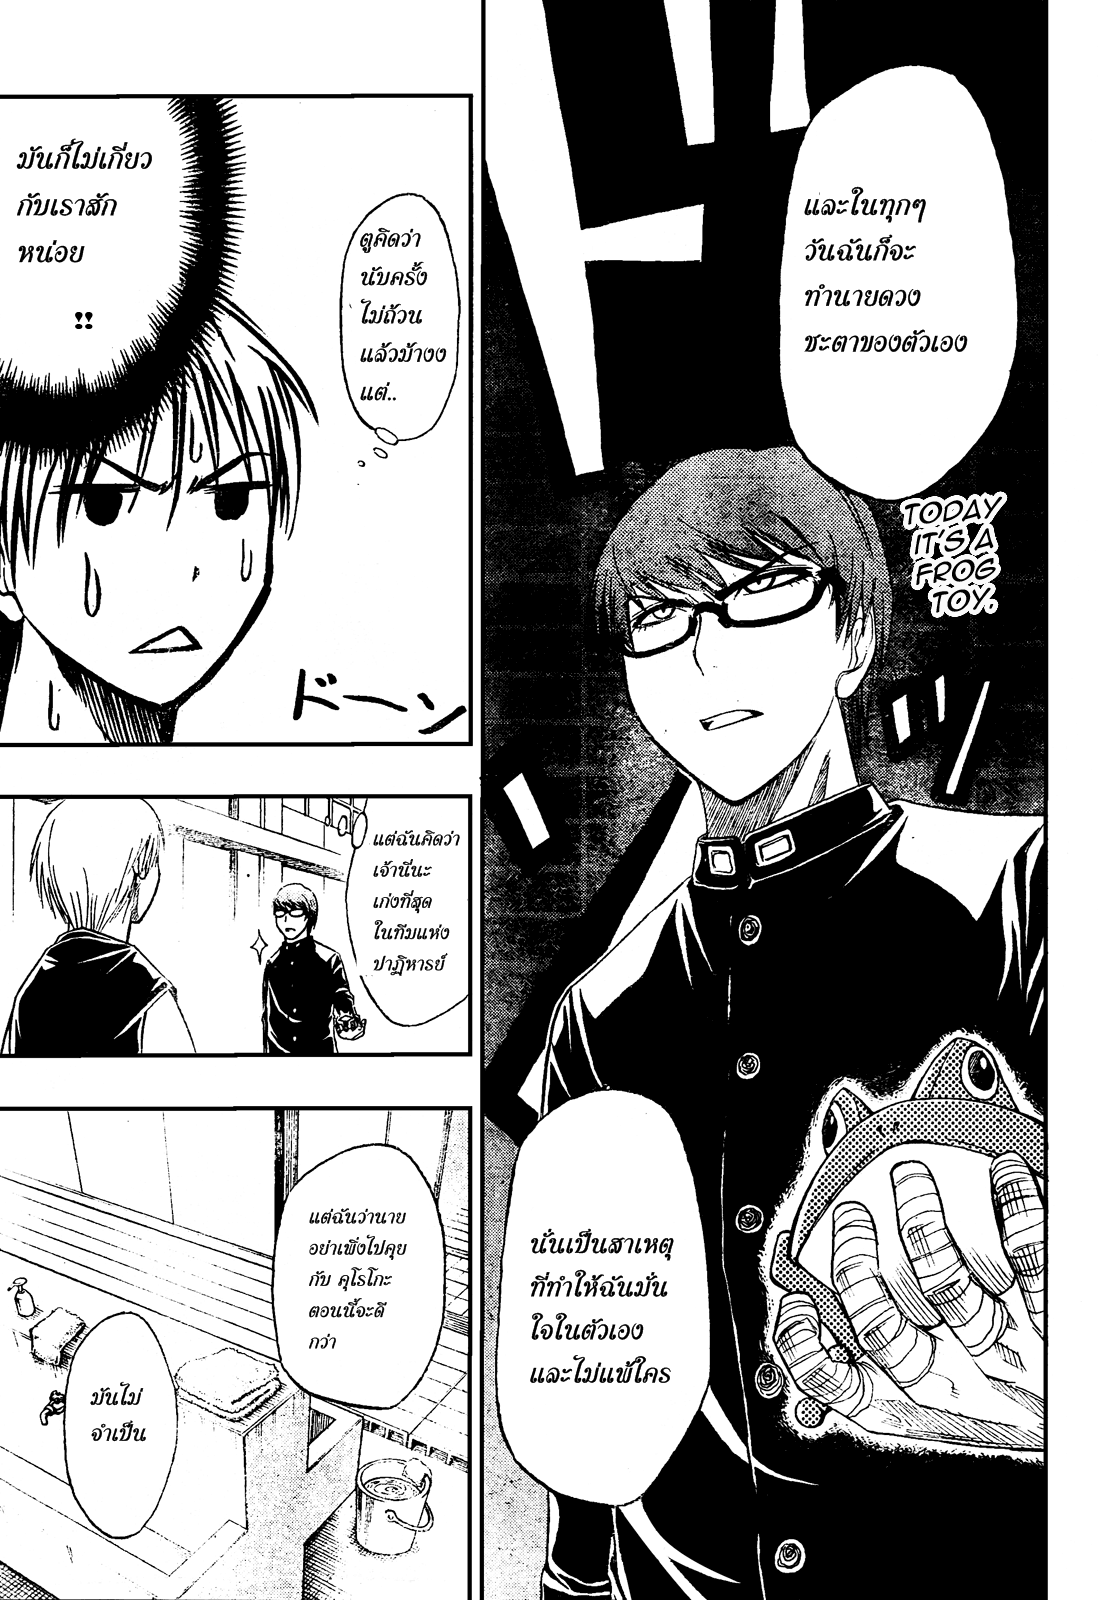 และในทุกๆ
วันฉันก็จะ
ทำนายดวง
ชะตาของตัวเอง
TODAY
IT'S A
FROG
TOY.
นั่นเป็นสาเหตุ
ที่ทำให้ฉันมั่น
ใจในตัวเอง
และไม่แพ้ใคร
ตูคิดว่า
นับครั้ง
ไม่ถ้วน
แล้วม้างง
แต่..
มันก็ไม่เกี่ยว
กับเราสัก
หน่อย
!!
ドーン
แต่ฉันคิดว่า
เจ้านี่นะ
เก่งที่สุด
ในทีมแห่ง
ปาฏิหารย์
แต่ฉันว่านาย
อย่าเพิ่งไปคุย
กับ คุโรโกะ
ตอนนี้จะดี
กว่า
มันไม่
จำเป็น